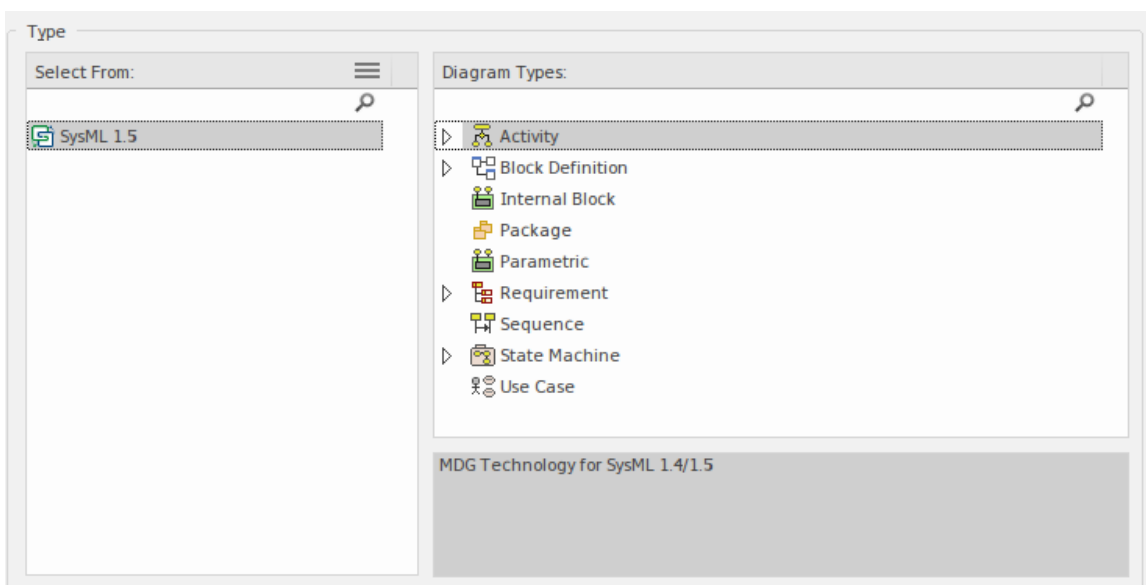 Type
Select From:
SysML 1.5
Diagram Types:
Activity
Block Definition
Internal Block
Package
Parametric
Requirement
Sequence
State Machine
Use Case
MDG Technology for SysML 1.4/1.5